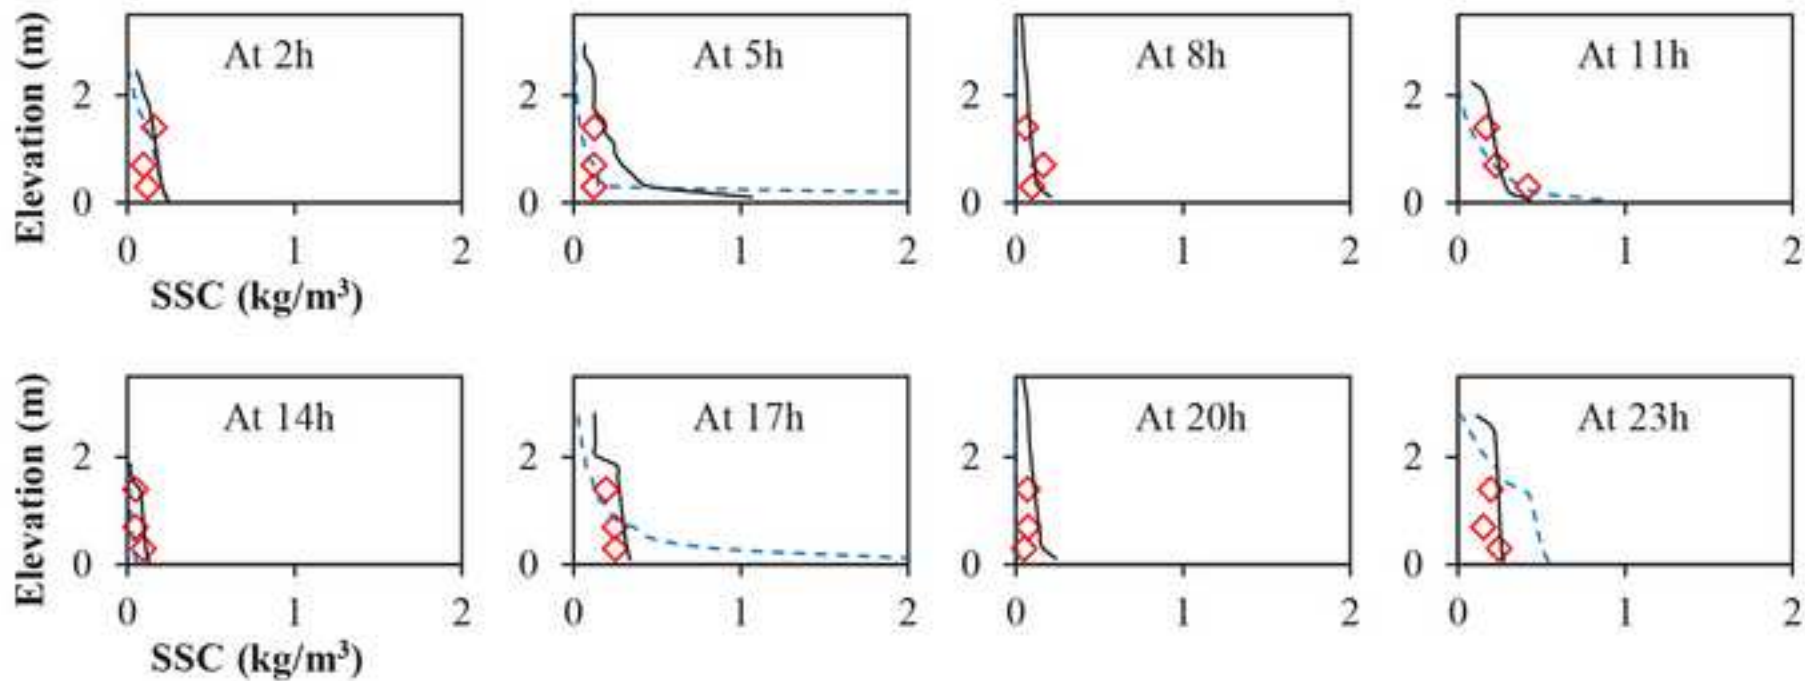 At 2h At 5h At 8h At 11h
Elevation (m)
2 2 2 2
0 0 0 0
0 1 2 0 1 2 0 1 2 0 1 2
SSC (kg/m³)
At 14h At 17h At 20h At 23h
Elevation (m)
2 2 2 2
0 0 0 0
0 1 2 0 1 2 0 1 2 0 1 2
SSC (kg/m³)